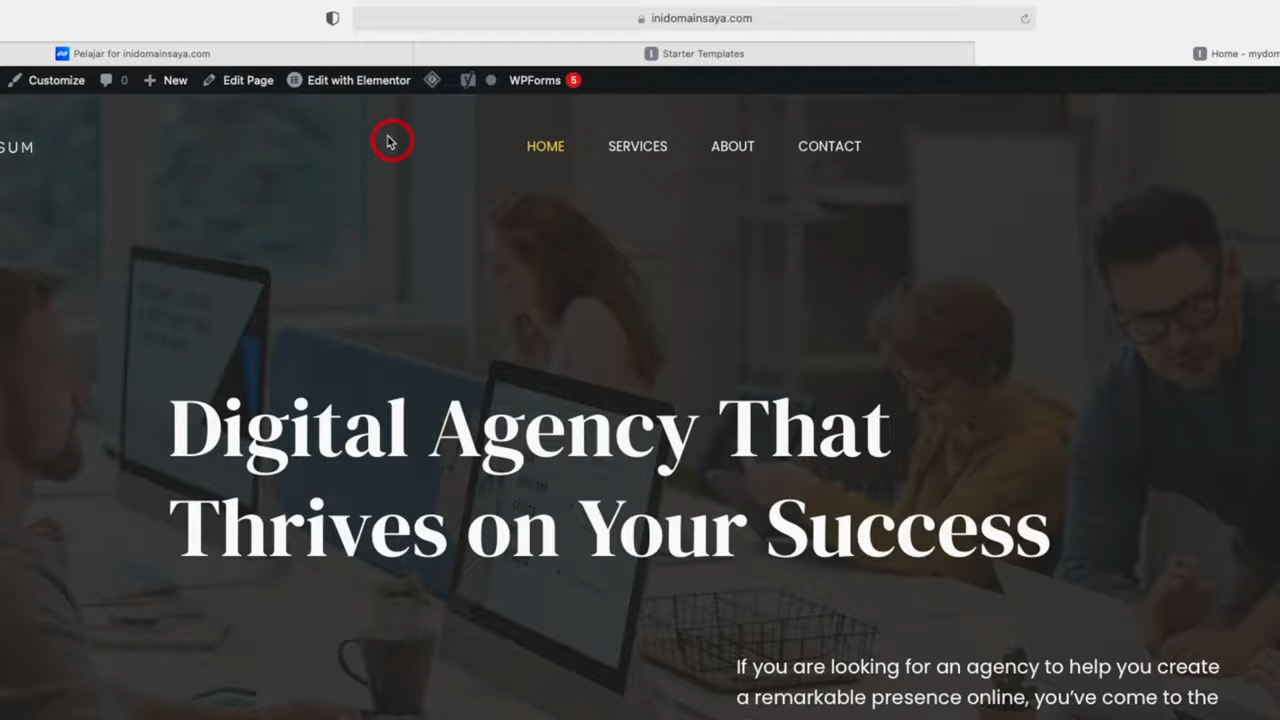 inidomainsaya.com
Pelajar for inidomainsaya.com
Starter Templates
Home – mydom
Customize 0 New Edit Page Edit with Elementor WPForms 5
SUM
HOME SERVICES ABOUT CONTACT
Digital Agency That
Thrives on Your Success
If you are looking for an agency to help you create
a remarkable presence online, you’ve come to the